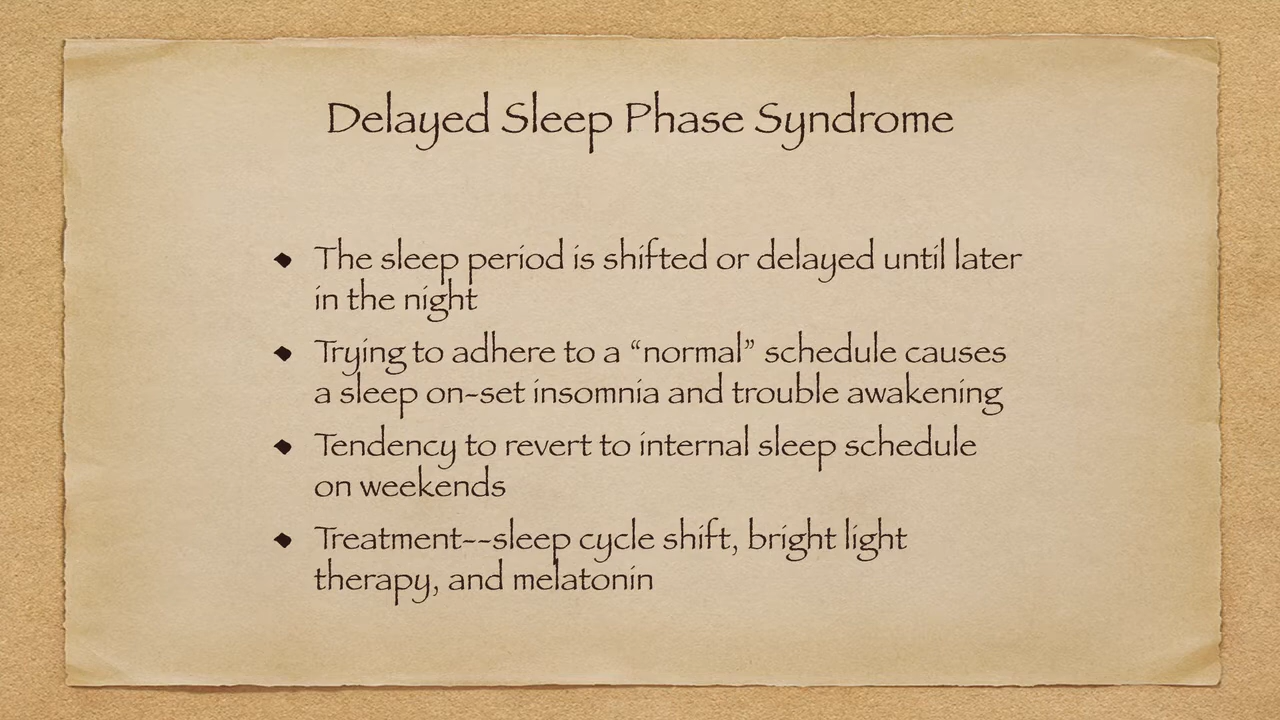 Delayed Sleep Phase Syndrome
The sleep period is shifted or delayed until later
in the night
Trying to adhere to a “normal” schedule causes
a sleep on-set insomnia and trouble awakening
Tendency to revert to internal sleep schedule
on weekends
Treatment--sleep cycle shift, bright light
therapy, and melatonin